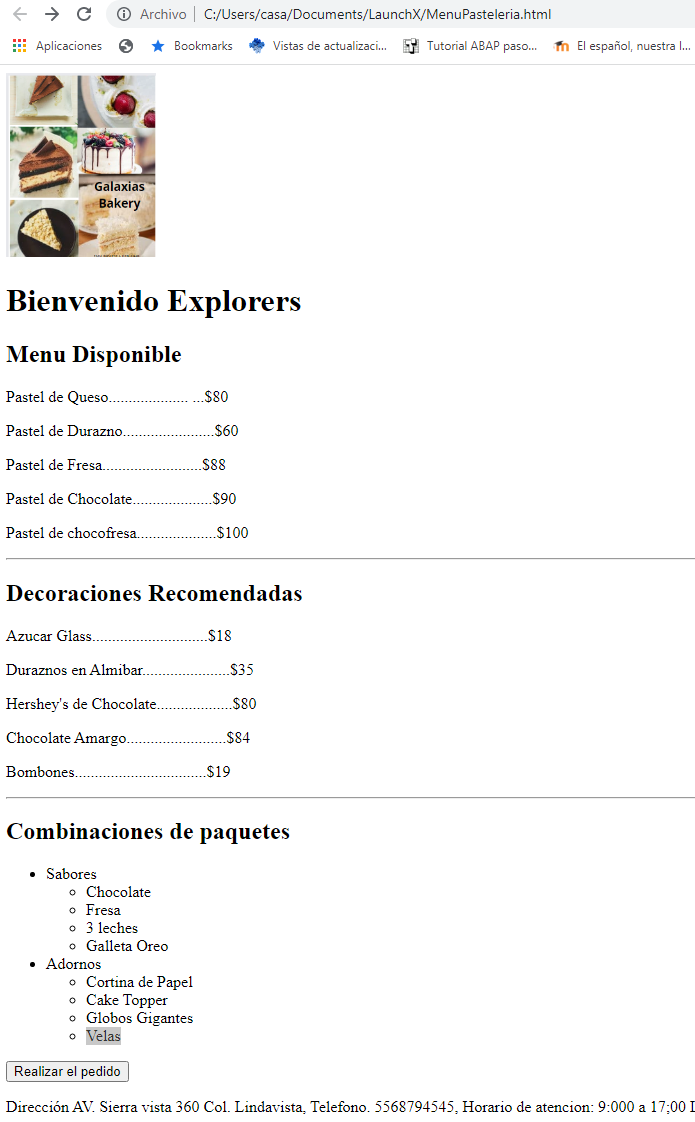 Archivo | C:/Users/casa/Documents/LaunchX/MenuPasteleria.html
Aplicaciones Bookmarks Vistas de actualizaci... Tutorial ABAP paso... El español, nuestra l...
Galaxias
Bakery
Bienvenido Explorers
Menu Disponible
Pastel de Queso.................... ...$80
Pastel de Durazno.......................$60
Pastel de Fresa.........................$88
Pastel de Chocolate....................$90
Pastel de chocofresa....................$100
Decoraciones Recomendadas
Azucar Glass.............................$18
Duraznos en Almibar......................$35
Hershey's de Chocolate...................$80
Chocolate Amargo.........................$84
Bombones.................................$19
Combinaciones de paquetes
Sabores
Chocolate
Fresa
3 leches
Galleta Oreo
Adornos
Cortina de Papel
Cake Topper
Globos Gigantes
Velas
Realizar el pedido
Dirección AV. Sierra vista 360 Col. Lindavista, Telefono. 5568794545, Horario de atencion: 9:000 a 17;00